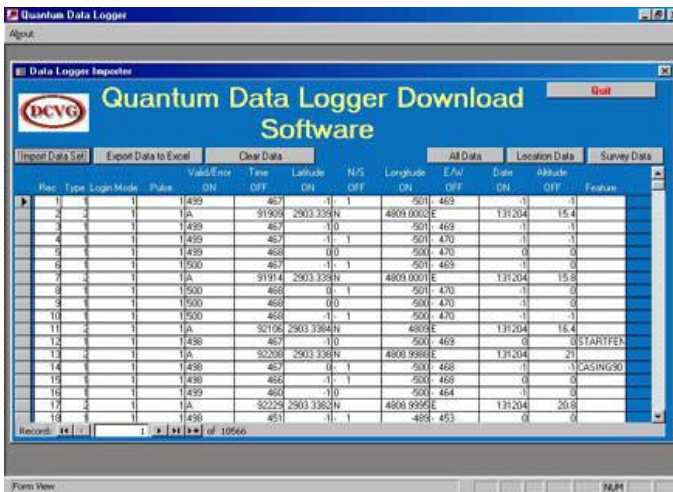 Quantum Data Logger
About
Data Logger Importer
DCVG
Quantum Data Logger Download
Software
Quit
Import Data Set Export Data to Excel Clear Data All Data Location Data Survey Data
Valid/Error Time Latitude N/S Longitude E/W Date Altitude
Rec Type Login Mode Pulse ON OFF ON OFF ON OFF ON OFF Feature
1 1 1 1 499 467 -1 - 1 -501 - 469 -1 -1
2 2 1 1 A 91909 2903.339 N 4809.0002 E 131204 15.4
3 1 1 1 499 467 -1 0 -501 - 469 -1 -1
4 1 1 1 499 467 -1 - 1 -501 - 470 -1 -1
5 1 1 1 499 468 0 0 -500 - 470 0 0
6 1 1 1 500 467 -1 - 1 -501 - 469 -1 0
7 2 1 1 A 91914 2903.339 N 4809.0001 E 131204 15.8
8 1 1 1 500 468 0 - 1 -501 - 470 -1 0
9 1 1 1 500 468 0 0 -500 - 470 -1 0
10 1 1 1 500 468 -1 - 1 -501 - 470 -1 0
11 2 1 1 A 92106 2903.3384 N 4809 E 131204 16.4
12 1 1 1 498 467 -1 0 -500 - 469 0 0 STARTFEN
13 2 1 1 A 92208 2903.338 N 4808.9988 E 131204 21
14 1 1 1 498 467 0 - 1 -500 - 468 -1 -1 CASING90
15 1 1 1 498 466 -1 - 1 -500 - 468 0 0
16 1 1 1 499 460 -1 0 -500 - 464 -1 0
17 2 1 1 A 92229 2903.3382 N 4808.9995 E 131204 20.8
18 1 1 1 498 451 -1 - 1 -489 - 453 0 0
Record: 1 of 10566
Form View NUM